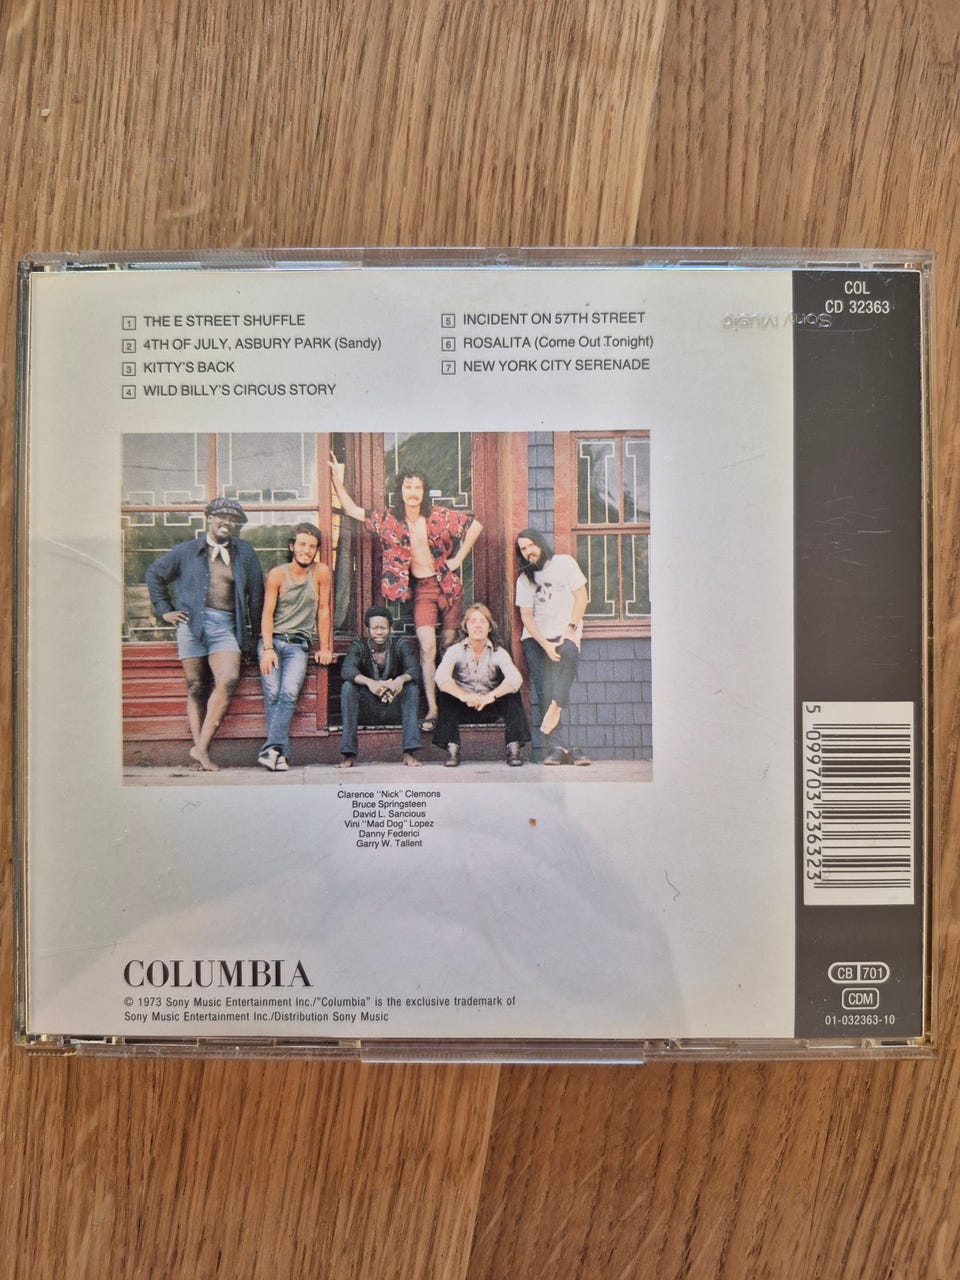 1 THE E STREET SHUFFLE
2 4TH OF JULY, ASBURY PARK (Sandy)
3 KITTY'S BACK
4 WILD BILLY'S CIRCUS STORY
5 INCIDENT ON 57TH STREET
6 ROSALITA (Come Out Tonight)
7 NEW YORK CITY SERENADE
COL
CD 32363
Sony Music
Clarence "Nick" Clemons
Bruce Springsteen
David L. Sancious
Vini "Mad Dog" Lopez
Danny Federici
Garry W. Tallent
5 099703 236323
COLUMBIA
© 1973 Sony Music Entertainment Inc./"Columbia" is the exclusive trademark of
Sony Music Entertainment Inc./Distribution Sony Music
CB 701
CDM
01-032363-10